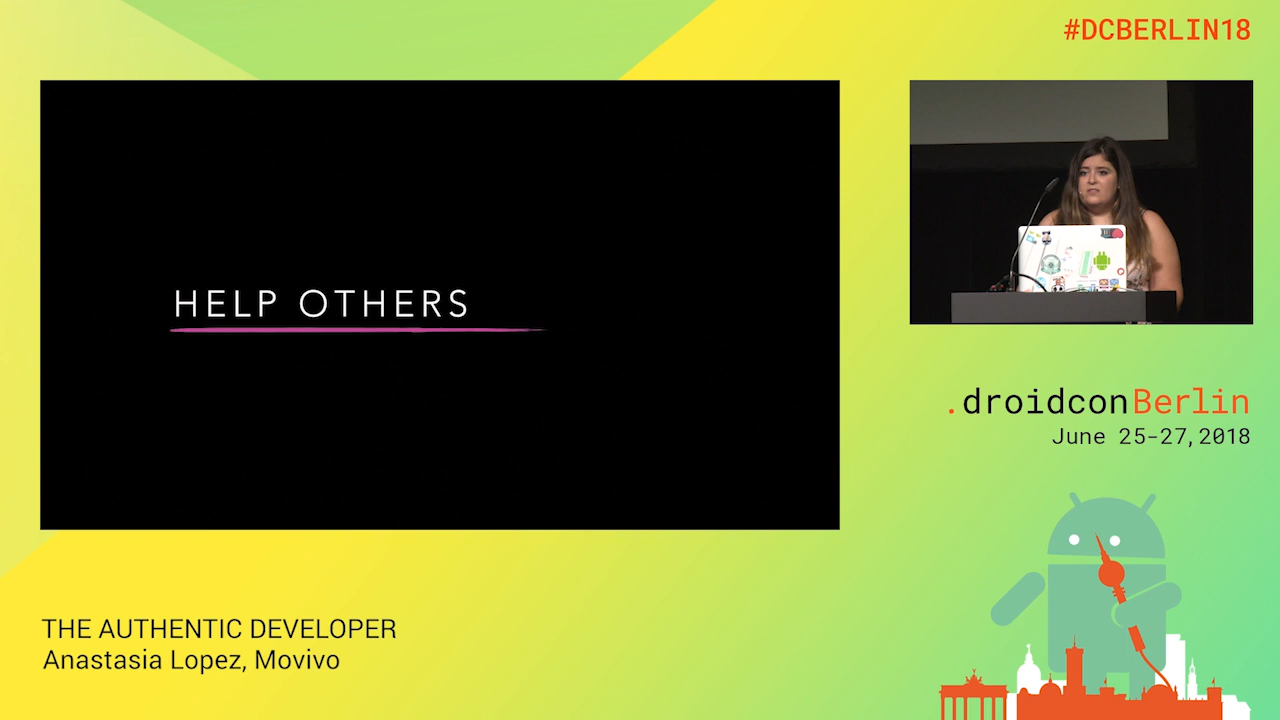 #DCBERLIN18
HELP OTHERS
.droidconBerlin
June 25-27, 2018
THE AUTHENTIC DEVELOPER
Anastasia Lopez, Movivo